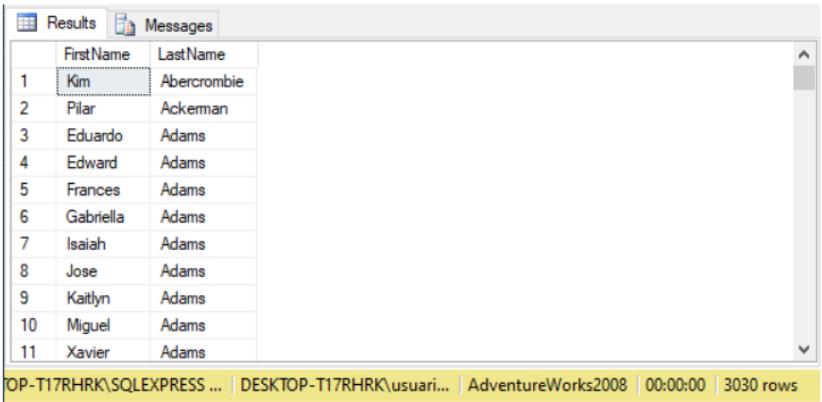 Results Messages
FirstName LastName
1 Kim Abercrombie
2 Pilar Ackerman
3 Eduardo Adams
4 Edward Adams
5 Frances Adams
6 Gabriella Adams
7 Isaiah Adams
8 Jose Adams
9 Kaitlyn Adams
10 Miguel Adams
11 Xavier Adams
TOP-T17RHRK\SQLEXPRESS ... DESKTOP-T17RHRK\usuari... AdventureWorks2008 00:00:00 3030 rows